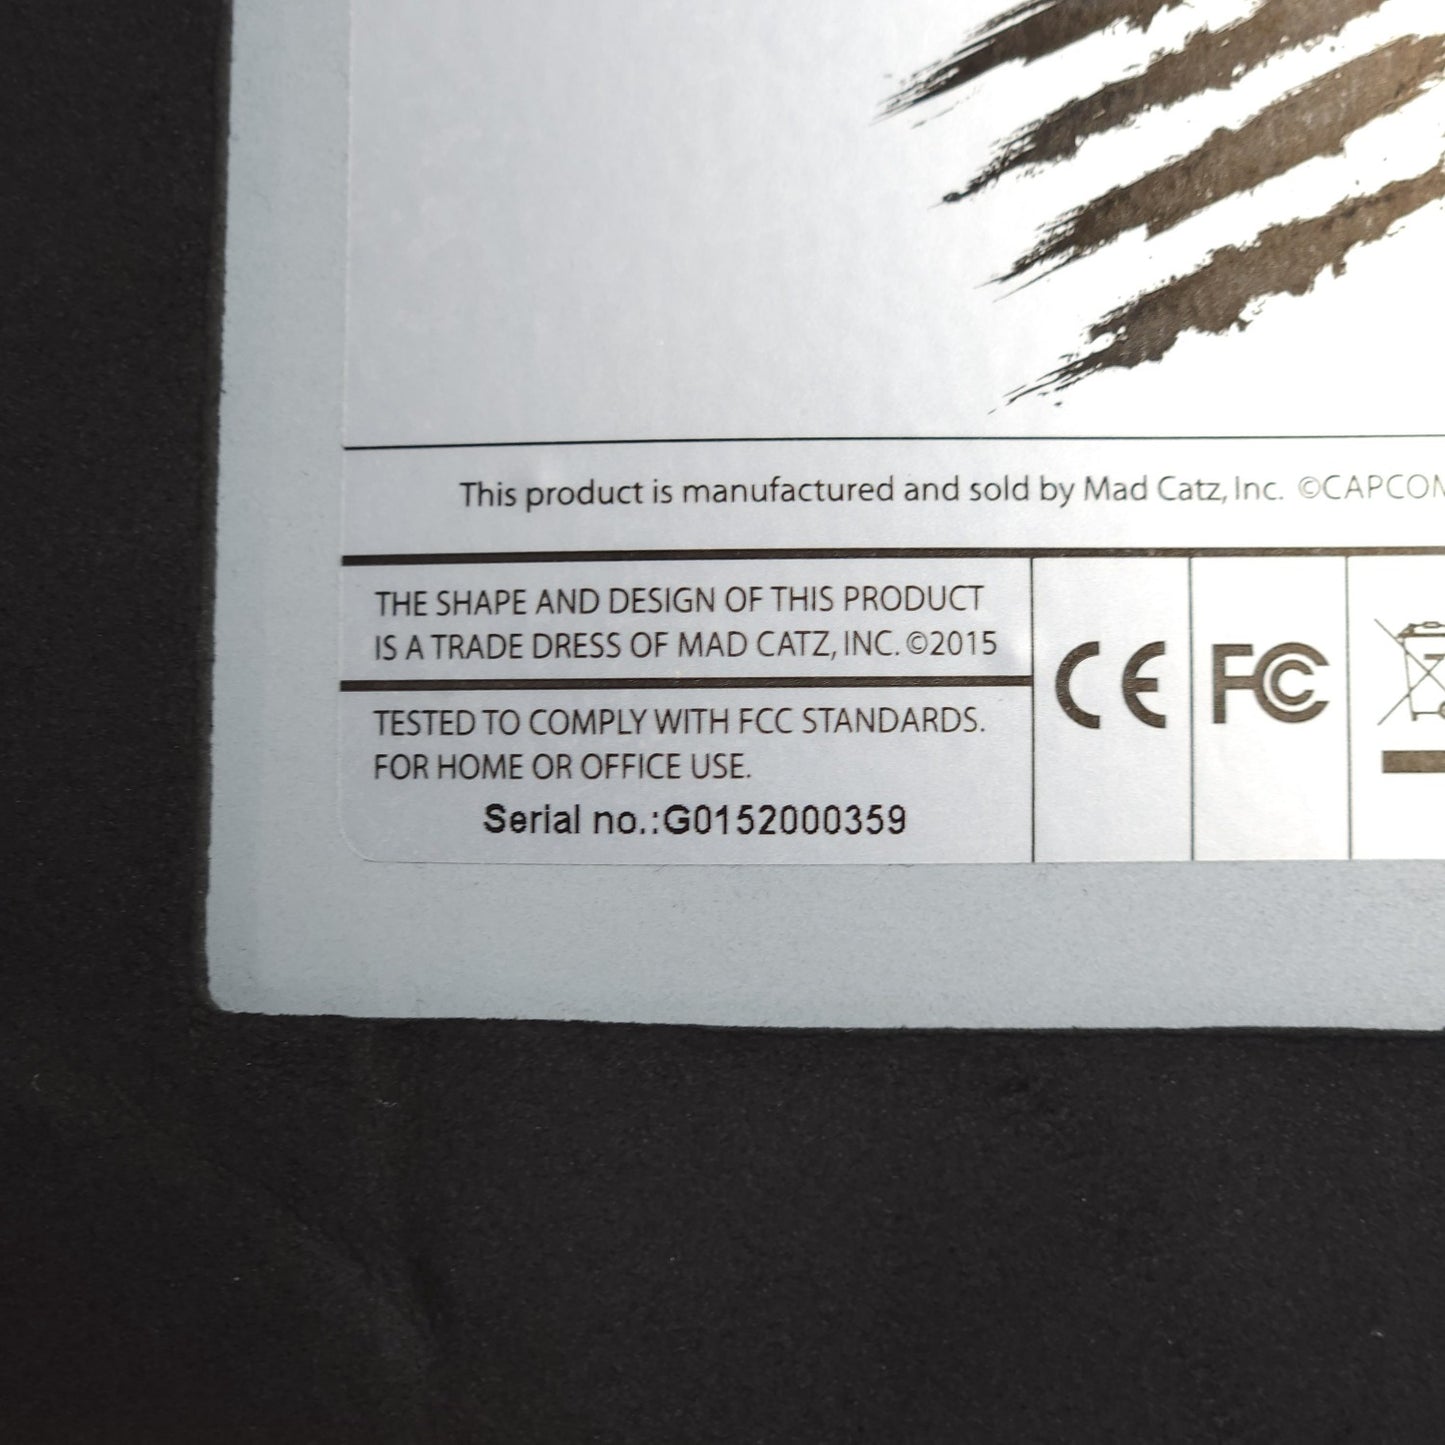 This product is manufactured and sold by Mad Catz, Inc. ©CAPCOM
THE SHAPE AND DESIGN OF THIS PRODUCT
IS A TRADE DRESS OF MAD CATZ, INC. ©2015
CE FC
TESTED TO COMPLY WITH FCC STANDARDS.
FOR HOME OR OFFICE USE.
Serial no.:G0152000359